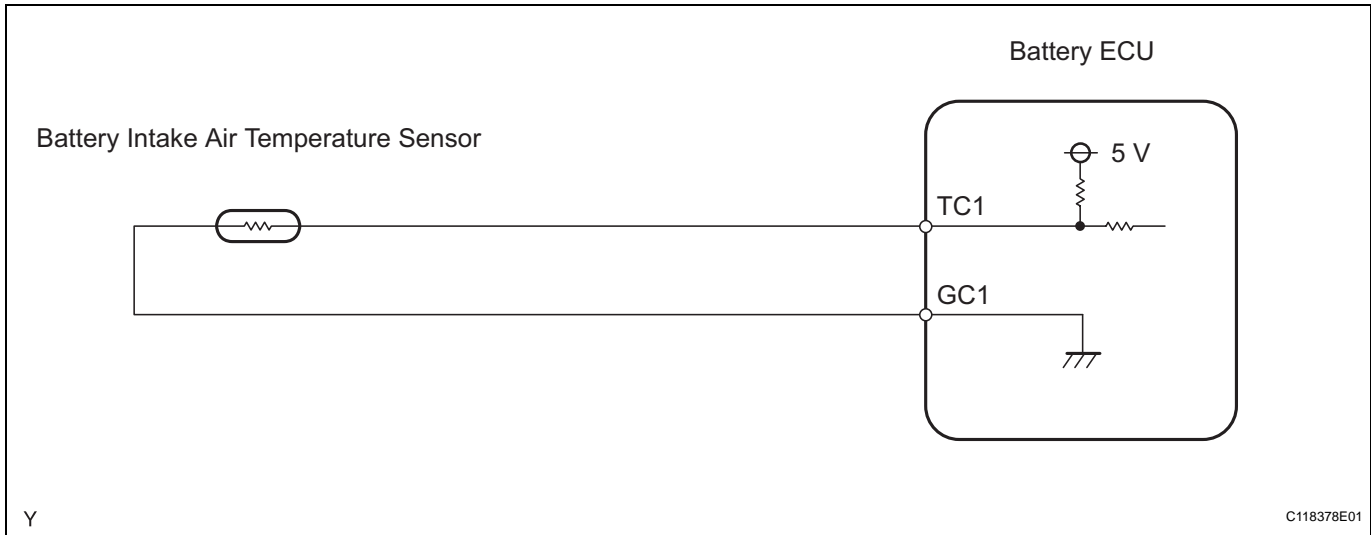 Battery ECU
Battery Intake Air Temperature Sensor
5 V
TC1
GC1
Y
C118378E01